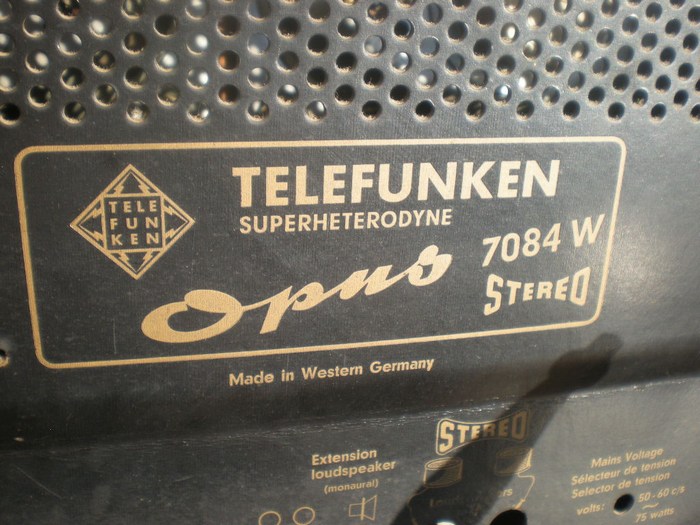 TELE
FUN
KEN
TELEFUNKEN
SUPERHETERODYNE
Opus 7084 W
STEREO
Made in Western Germany
STEREO
Extension
loudspeaker
(monaural)
Mains Voltage
Sélecteur de tension
Selector de tension
volts: 50-60 c/s
~
75 watts